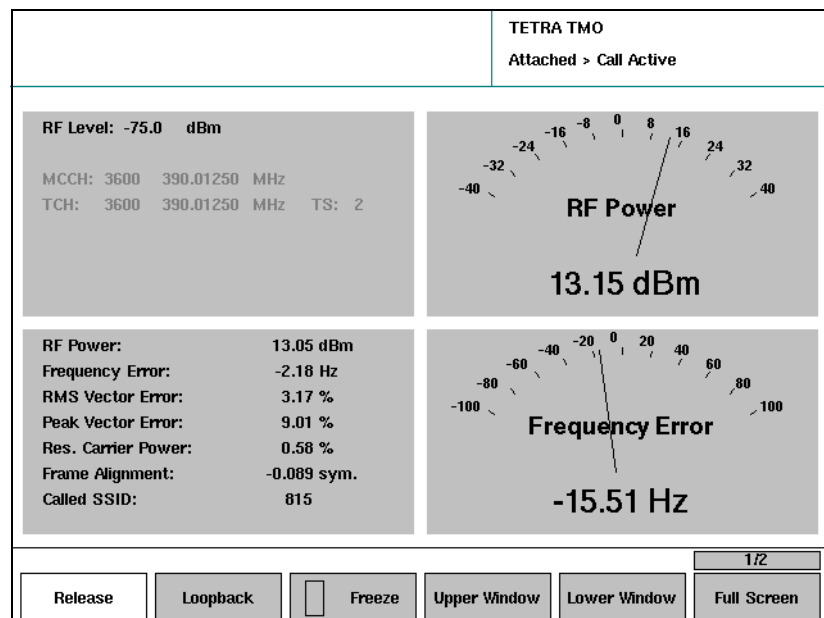 TETRA TMO
Attached > Call Active
RF Level: -75.0 dBm
MCCH: 3600 390.01250 MHz
TCH: 3600 390.01250 MHz TS: 2
-40 -32 -24 -16 -8 0 8 16 24 32 40
RF Power
13.15 dBm
RF Power: 13.05 dBm
Frequency Error: -2.18 Hz
RMS Vector Error: 3.17 %
Peak Vector Error: 9.01 %
Res. Carrier Power: 0.58 %
Frame Alignment: -0.089 sym.
Called SSID: 815
-100 -80 -60 -40 -20 0 20 40 60 80 100
Frequency Error
-15.51 Hz
1/2
Release Loopback Freeze Upper Window Lower Window Full Screen